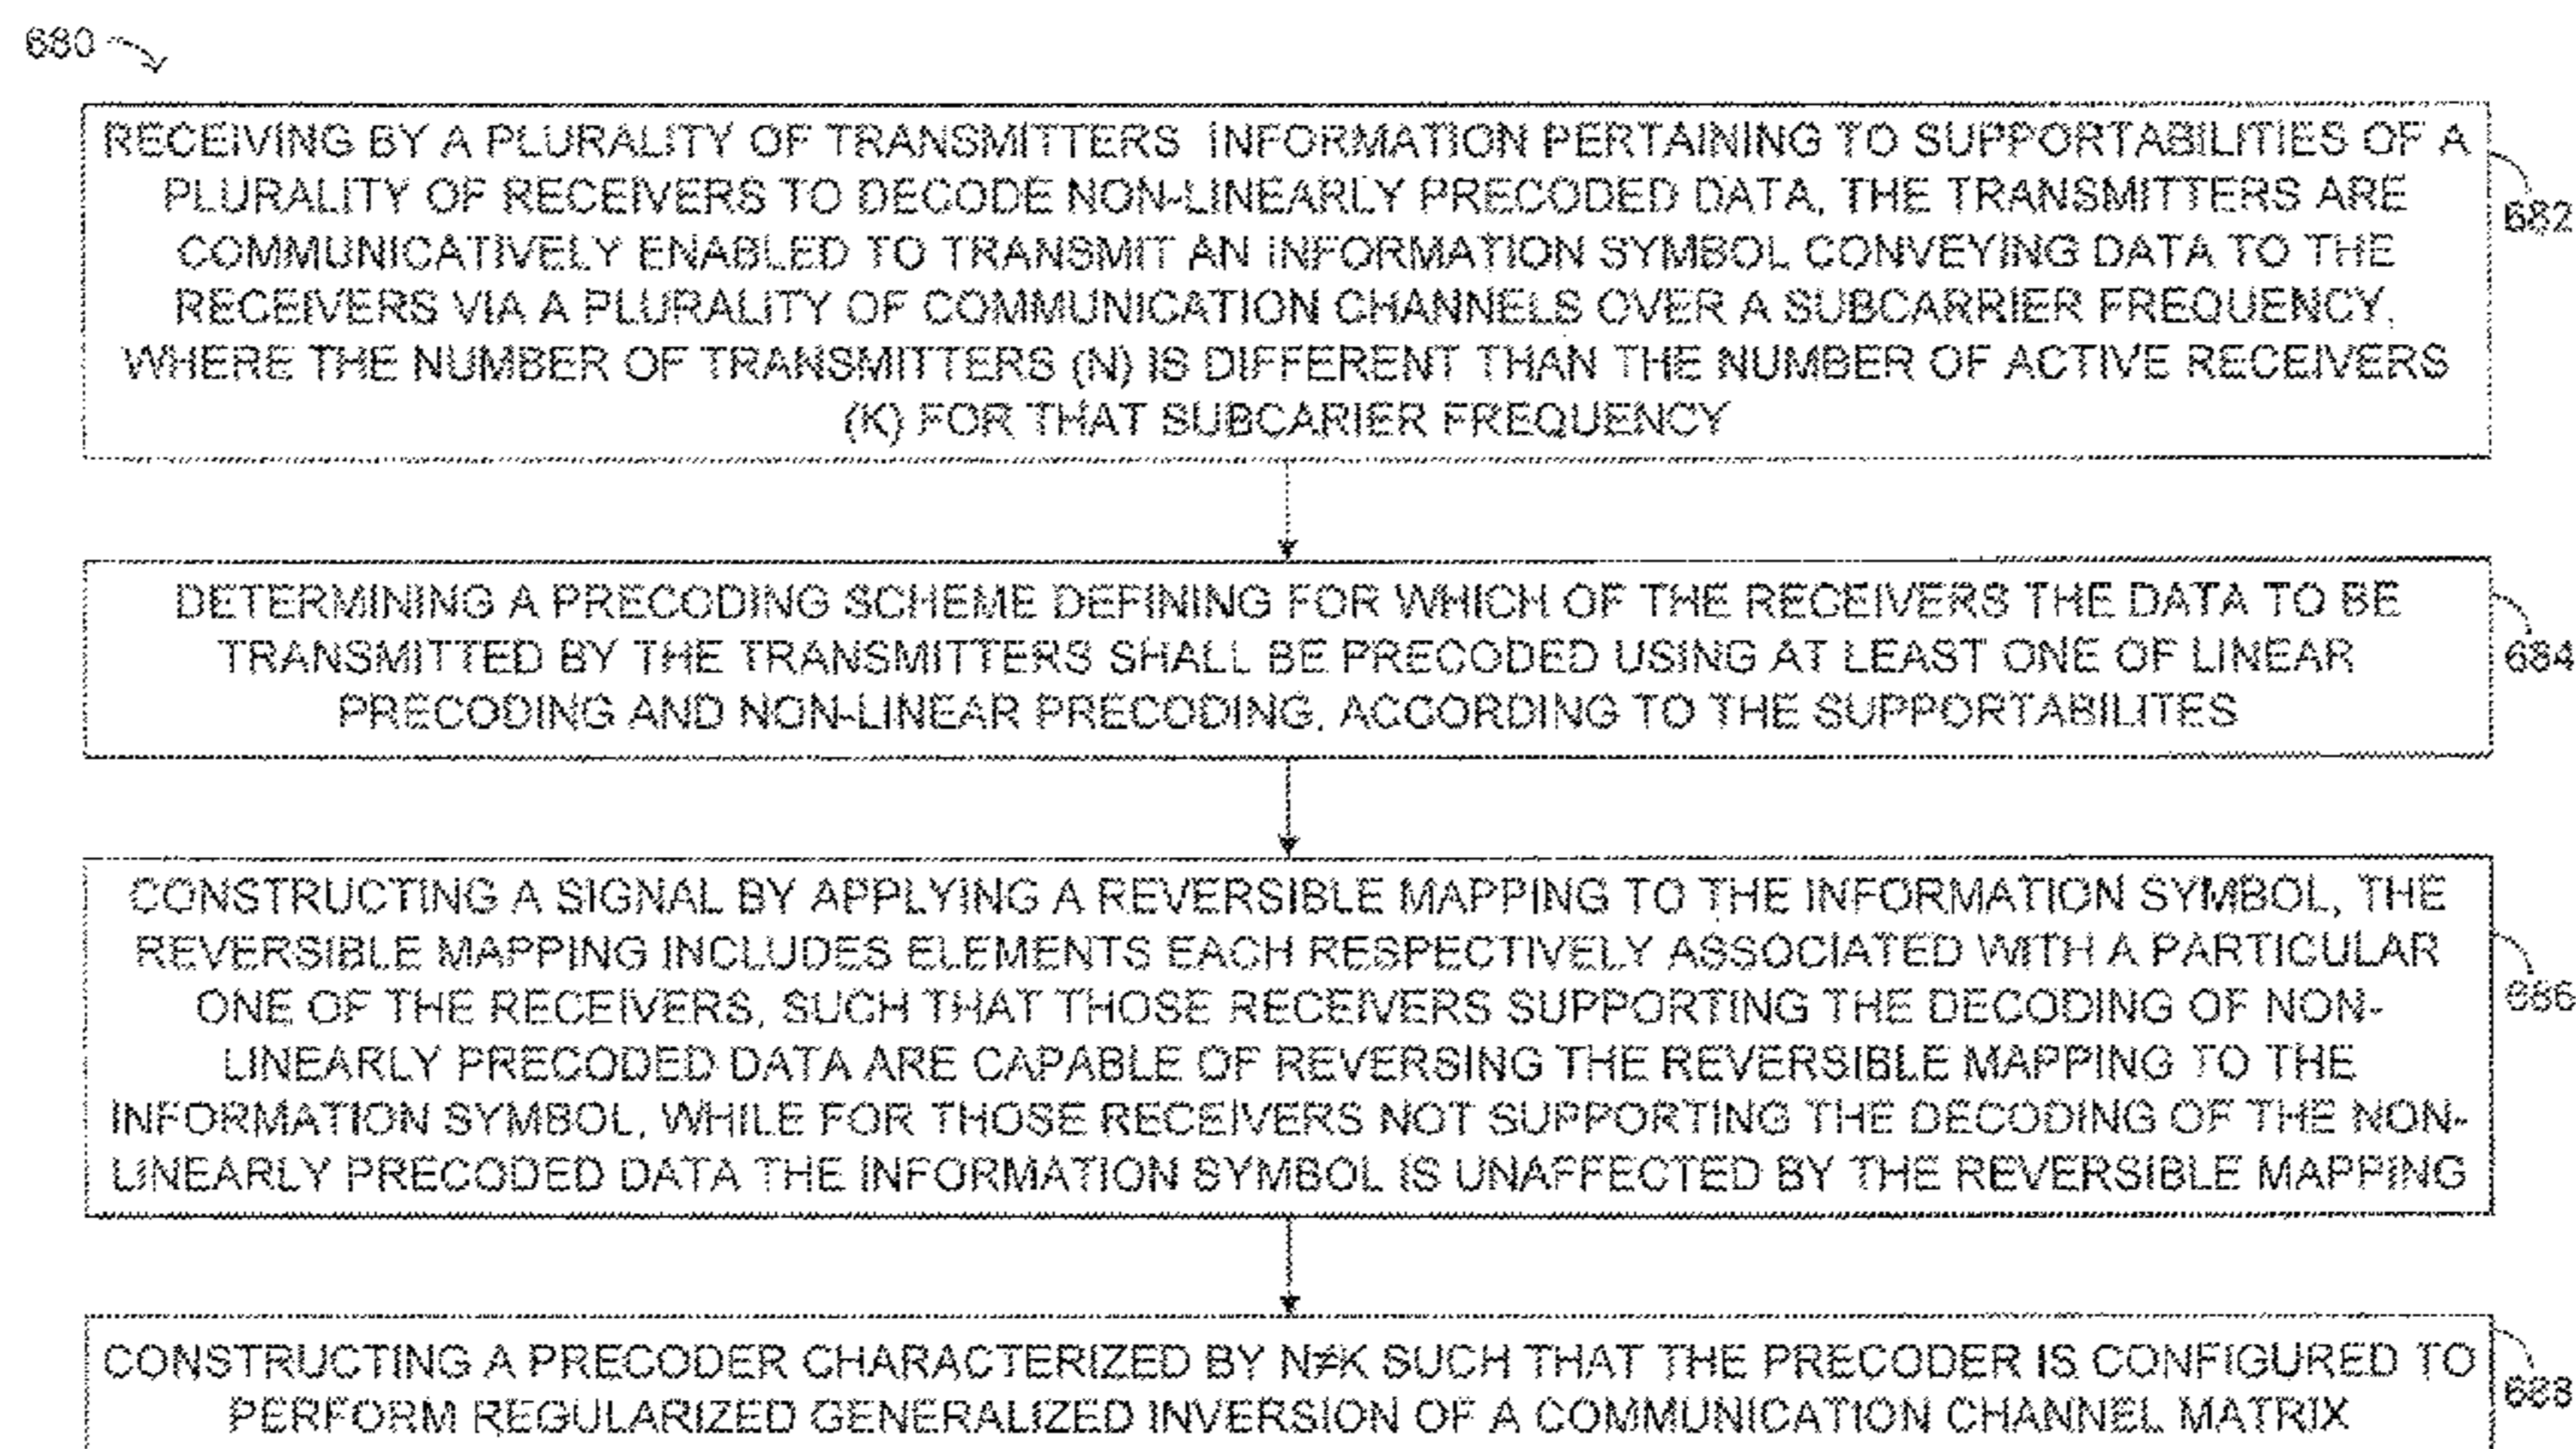 680
RECEIVING BY A PLURALITY OF TRANSMITTERS INFORMATION PERTAINING TO SUPPORTABILITIES OF A
PLURALITY OF RECEIVERS TO DECODE NON-LINEARLY PRECODED DATA, THE TRANSMITTERS ARE
COMMUNICATIVELY ENABLED TO TRANSMIT AN INFORMATION SYMBOL CONVEYING DATA TO THE
RECEIVERS VIA A PLURALITY OF COMMUNICATION CHANNELS OVER A SUBCARRIER FREQUENCY,
WHERE THE NUMBER OF TRANSMITTERS (N) IS DIFFERENT THAN THE NUMBER OF ACTIVE RECEIVERS
(K) FOR THAT SUBCARIER FREQUENCY
682
DETERMINING A PRECODING SCHEME DEFINING FOR WHICH OF THE RECEIVERS THE DATA TO BE
TRANSMITTED BY THE TRANSMITTERS SHALL BE PRECODED USING AT LEAST ONE OF LINEAR
PRECODING AND NON-LINEAR PRECODING, ACCORDING TO THE SUPPORTABILITES
684
CONSTRUCTING A SIGNAL BY APPLYING A REVERSIBLE MAPPING TO THE INFORMATION SYMBOL, THE
REVERSIBLE MAPPING INCLUDES ELEMENTS EACH RESPECTIVELY ASSOCIATED WITH A PARTICULAR
ONE OF THE RECEIVERS, SUCH THAT THOSE RECEIVERS SUPPORTING THE DECODING OF NON-
LINEARLY PRECODED DATA ARE CAPABLE OF REVERSING THE REVERSIBLE MAPPING TO THE
INFORMATION SYMBOL, WHILE FOR THOSE RECEIVERS NOT SUPPORTING THE DECODING OF THE NON-
LINEARLY PRECODED DATA THE INFORMATION SYMBOL IS UNAFFECTED BY THE REVERSIBLE MAPPING
686
CONSTRUCTING A PRECODER CHARACTERIZED BY N≠K SUCH THAT THE PRECODER IS CONFIGURED TO
PERFORM REGULARIZED GENERALIZED INVERSION OF A COMMUNICATION CHANNEL MATRIX
688